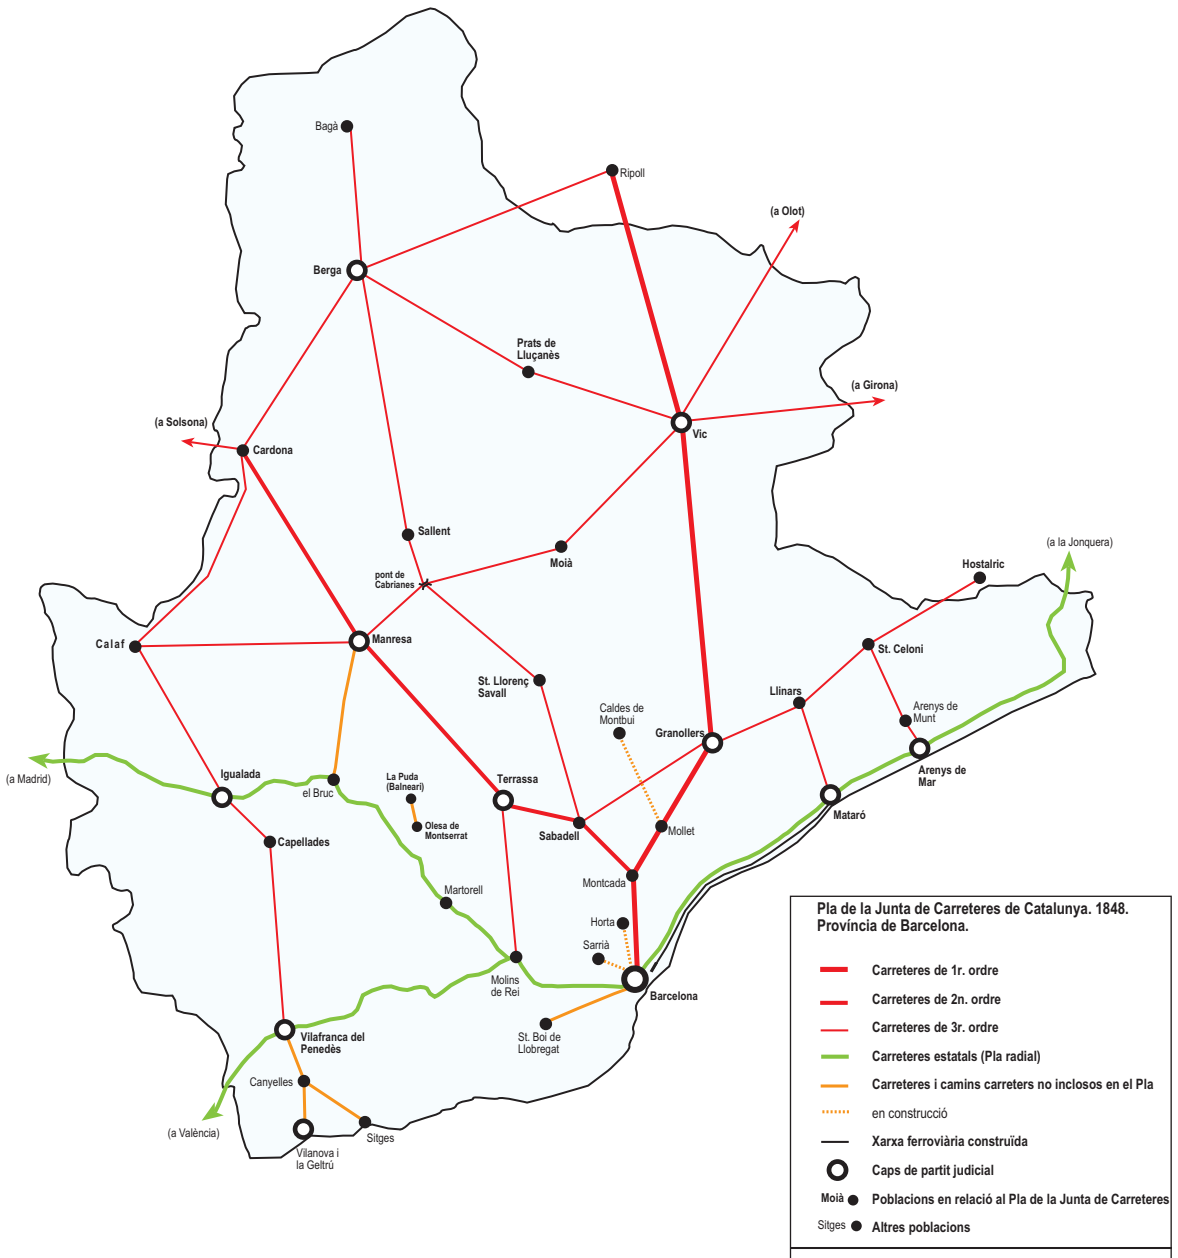 Bagà
Ripoll
(a Olot)
Berga
Prats de
Lluçanès
(a Girona)
(a Solsona)
Vic
Cardona
Sallent
Moià
pont de
Cabrianes
(a la Jonquera)
Hostalric
Calaf
Manresa
St. Celoni
St. Llorenç
Savall
Llinars
Caldes de
Montbui
Arenys de
Munt
Granollers
(a Madrid)
Igualada
el Bruc
La Puda
(Balneari)
Terrassa
Arenys de
Mar
Mataró
Olesa de
Montserrat
Sabadell
Mollet
Capellades
Montcada
Martorell
Horta
Sarrià
Molins
de Rei
Barcelona
St. Boi de
Llobregat
Vilafranca del
Penedès
Canyelles
(a València)
Sitges
Vilanova i
la Geltrú
Pla de la Junta de Carreteres de Catalunya. 1848.
Província de Barcelona.
Carreteres de 1r. ordre
Carreteres de 2n. ordre
Carreteres de 3r. ordre
Carreteres estatals (Pla radial)
Carreteres i camins carreters no inclosos en el Pla
en construcció
Xarxa ferroviària construïda
Caps de partit judicial
Moià Poblacions en relació al Pla de la Junta de Carreteres
Sitges Altres poblacions